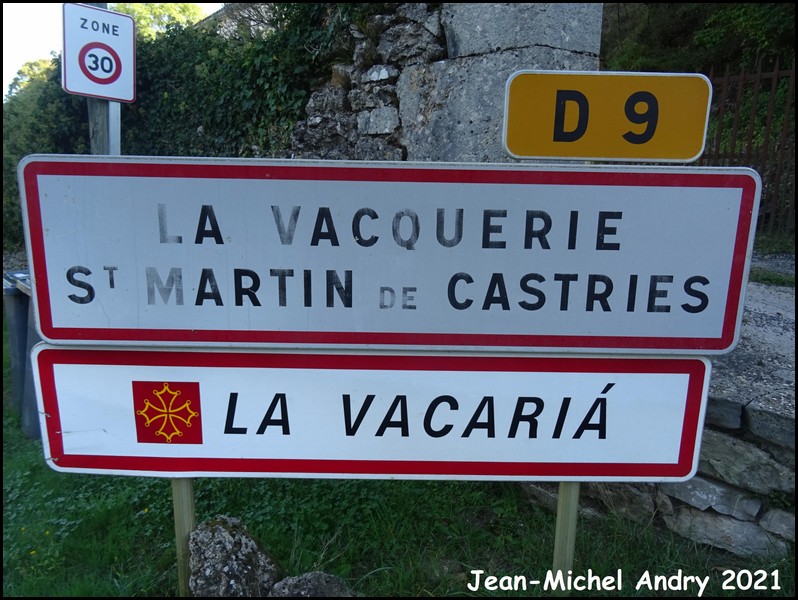 ZONE
30
D 9
LA VACQUERIE
ST MARTIN DE CASTRIES
LA VACARIÁ
Jean-Michel Andry 2021